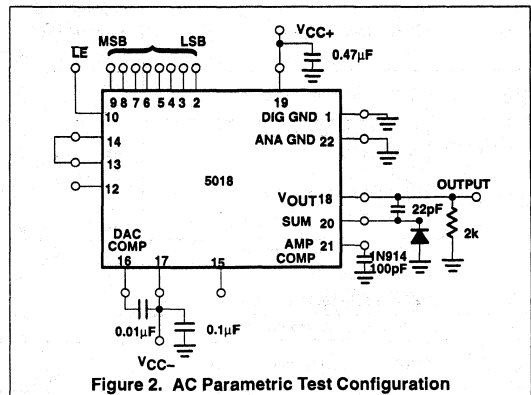 VCC+
MSB LSB
LE
0.47μF
9 8 7 6 5 4 3 2
19
10
DIG GND 1
14
ANA GND 22
13
5018
12
VOUT 18
OUTPUT
22pF
SUM 20
2k
DAC
COMP
AMP
COMP
21
1N914
100pF
16 17 15
0.01μF
0.1μF
VCC−
Figure 2. AC Parametric Test Configuration